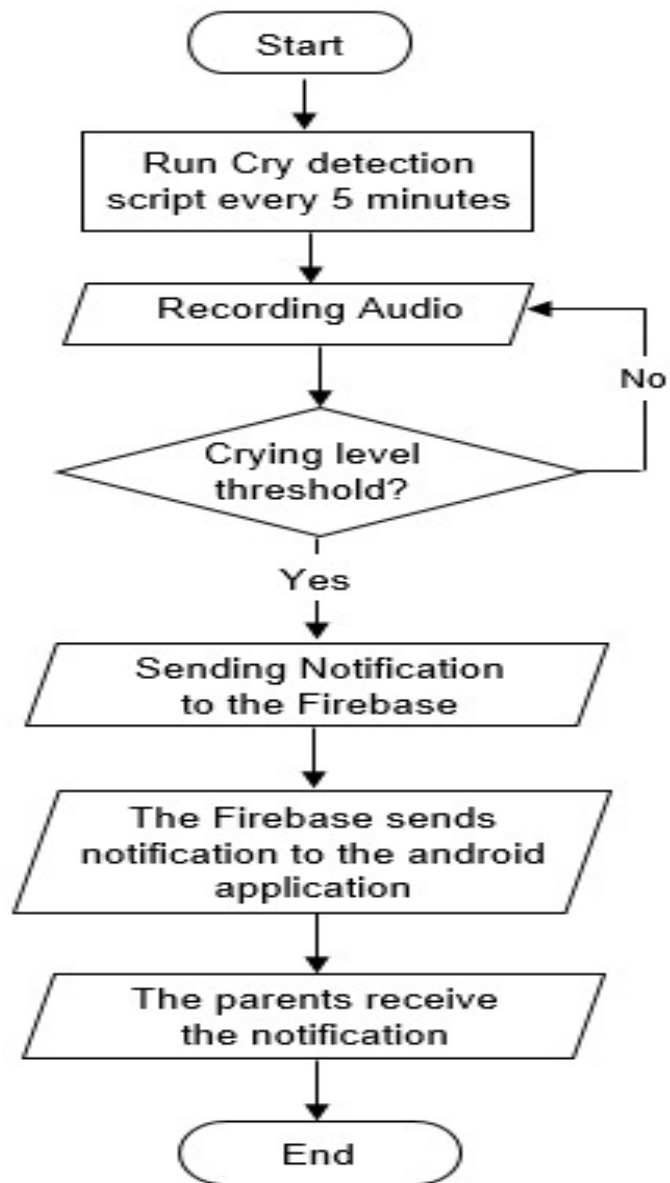 Start
Run Cry detection
script every 5 minutes
Recording Audio
No
Crying level
threshold?
Yes
Sending Notification
to the Firebase
The Firebase sends
notification to the android
application
The parents receive
the notification
End